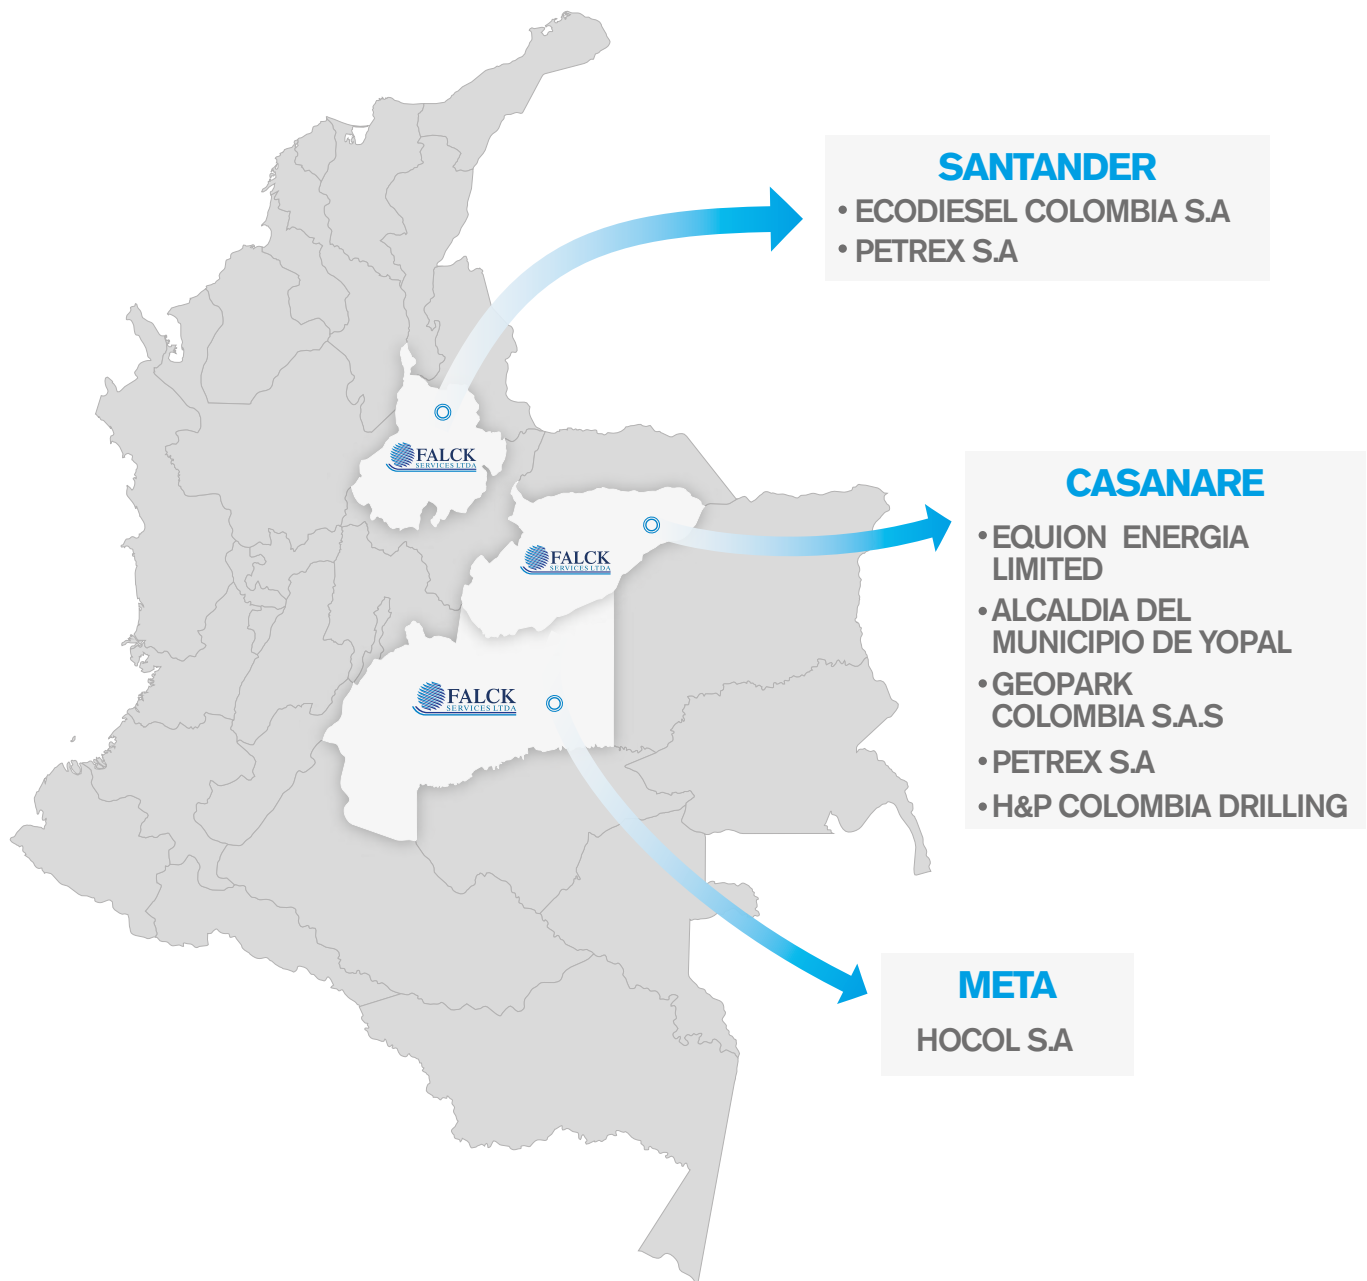 SANTANDER
• ECODIESEL COLOMBIA S.A
• PETREX S.A
FALCK
SERVICES LTDA
CASANARE
• EQUION ENERGIA
LIMITED
• ALCALDIA DEL
MUNICIPIO DE YOPAL
• GEOPARK
COLOMBIA S.A.S
• PETREX S.A
• H&P COLOMBIA DRILLING
FALCK
SERVICES LTDA
FALCK
SERVICES LTDA
META
HOCOL S.A